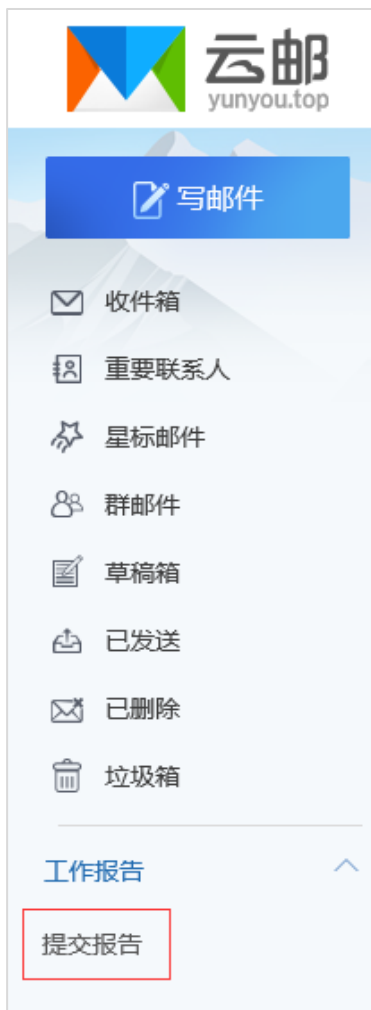 云邮
yunyou.top
写邮件
收件箱
重要联系人
星标邮件
群邮件
草稿箱
已发送
已删除
垃圾箱
工作报告
提交报告